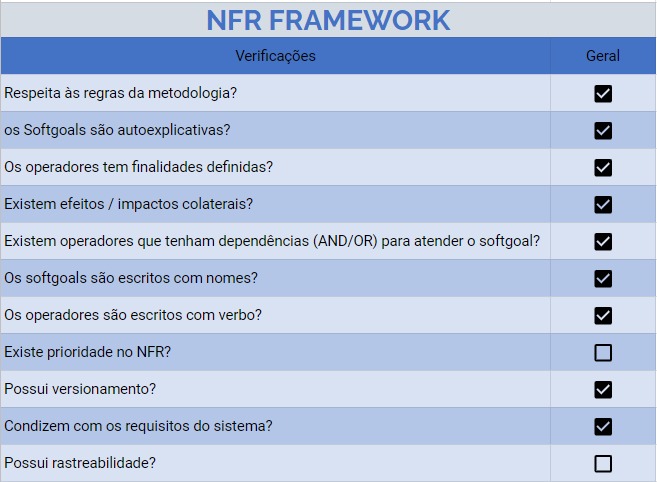 NFR FRAMEWORK
Verificações Geral
Respeita às regras da metodologia?
os Softgoals são autoexplicativas?
Os operadores tem finalidades definidas?
Existem efeitos / impactos colaterais?
Existem operadores que tenham dependências (AND/OR) para atender o softgoal?
Os softgoals são escritos com nomes?
Os operadores são escritos com verbo?
Existe prioridade no NFR?
Possui versionamento?
Condizem com os requisitos do sistema?
Possui rastreabilidade?